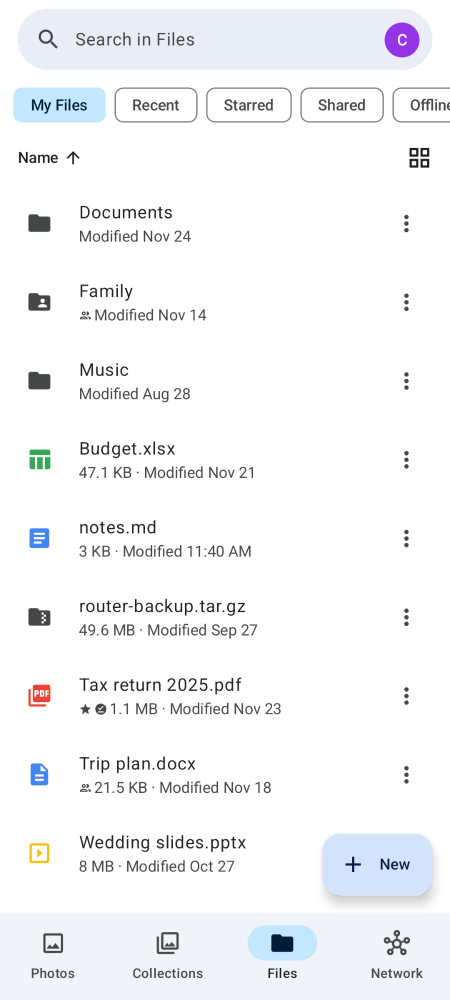 Search in Files
C
My Files
Recent
Starred
Shared
Offline
Name
Documents
Modified Nov 24
Family
Modified Nov 14
Music
Modified Aug 28
Budget.xlsx
47.1 KB · Modified Nov 21
notes.md
3 KB · Modified 11:40 AM
router-backup.tar.gz
49.6 MB · Modified Sep 27
PDF
Tax return 2025.pdf
1.1 MB · Modified Nov 23
Trip plan.docx
21.5 KB · Modified Nov 18
Wedding slides.pptx
8 MB · Modified Oct 27
New
Photos
Collections
Files
Network